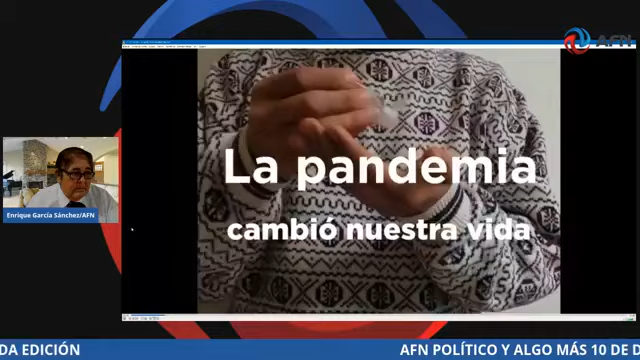 AFN
La pandemia
cambió nuestra vida
Enrique García Sánchez/AFN
DA EDICIÓN
AFN POLÍTICO Y ALGO MÁS 10 DE D